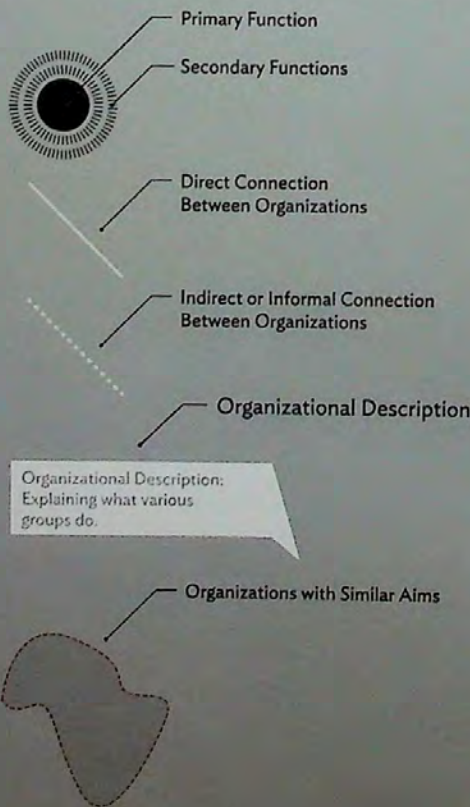 Primary Function
Secondary Functions
Direct Connection
Between Organizations
Indirect or Informal Connection
Between Organizations
Organizational Description
Organizational Description:
Explaining what various
groups do.
Organizations with Similar Aims